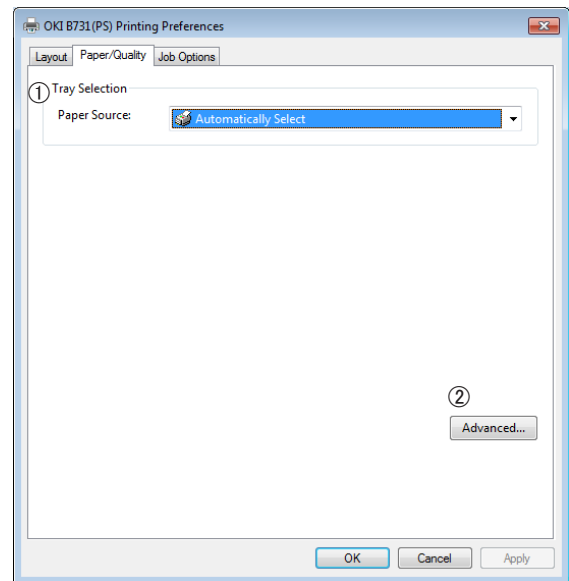 OKI B731(PS) Printing Preferences
Layout Paper/Quality Job Options
① Tray Selection
Paper Source: Automatically Select
②
Advanced...
OK Cancel Apply